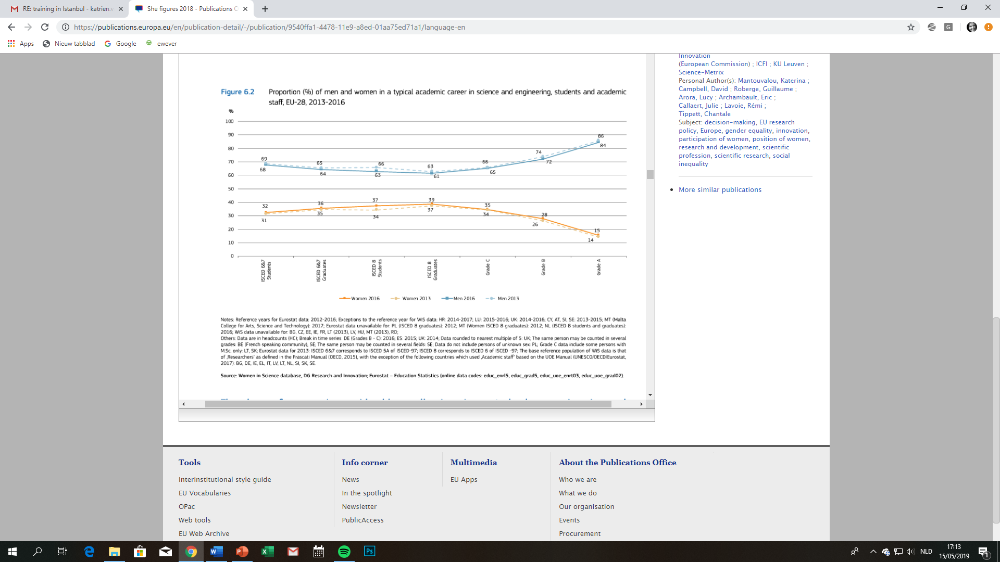 RE: training in Istanbul - katrien.
She figures 2018 - Publications
https://publications.europa.eu/en/publication-detail/-/publication/9540ffa1-4478-11e9-a8ed-01aa75ed71a1/language-en
Apps Nieuw tabblad Google ewever
Figure 6.2 Proportion (%) of men and women in a typical academic career in science and engineering, students and academic
staff, EU-28, 2013-2016
%
100
90
80
70
60
50
40
30
20
10
0
69 65 66 63 66 74 86
68 64 63 61 65 72 84
32 36 37 39 35 28 15
31 35 34 37 34 26 14
ISCED 6&7
Students
ISCED 6&7
Graduates
ISCED 8
Students
ISCED 8
Graduates
Grade C
Grade B
Grade A
Women 2016 Women 2013 Men 2016 Men 2013
Notes: Reference years for Eurostat data: 2012-2016; Exceptions to the reference year for WiS data: HR: 2014-2017; LU: 2015-2016; UK: 2014-2016; CY, AT, SI, SE: 2013-2015; MT (Malta
College for Arts, Science and Technology): 2017; Eurostat data unavailable for: PL (ISCED 8 graduates): 2012; MT (Women ISCED 8 graduates): 2012; NL (ISCED 8 students and graduates):
2016; WiS data unavailable for: BG, CZ, EE, IE, FR, LT (2013), LV, HU, MT (2013), RO;
Others: Data are in headcounts (HC); Break in time series: DE (Grades B - C): 2016; ES: 2015; UK: 2014; Data rounded to nearest multiple of 5: UK; The same person may be counted in several
grades: BE (French speaking community), SE; The same person may be counted in several fields: SE; Data do not include persons of unknown sex: PL; Grade C data include some persons with
M.Sc. only: LT, SK; Eurostat data for 2013: ISCED 6&7 corresponds to ISCED 5A of ISCED-97; ISCED 8 corresponds to ISCED 6 of ISCED -97; The base reference population of WiS data is that
of ‚Researchers' as defined in the Frascati Manual (OECD, 2015), with the exception of the following countries which used ‚Academic staff' based on the UOE Manual (UNESCO/OECD/Eurostat,
2017): BG, DE, IE, EL, IT, LV, LT, NL, SI, SK, SE.
Source: Women in Science database, DG Research and Innovation; Eurostat – Education Statistics (online data codes: educ_enrl5, educ_grad5, educ_uoe_enrt03, educ_uoe_grad02).
Innovation
(European Commission) ; ICFI ; KU Leuven ;
Science-Metrix
Personal Author(s): Mantouvalou, Katerina ;
Campbell, David ; Roberge, Guillaume ;
Arora, Lucy ; Archambault, Eric ;
Callaert, Julie ; Lavoie, Rémi ;
Tippett, Chantale
Subject: decision-making, EU research
policy, Europe, gender equality, innovation,
participation of women, position of women,
research and development, scientific
profession, scientific research, social
inequality
More similar publications
Tools
Interinstitutional style guide
EU Vocabularies
OPac
Web tools
EU Web Archive
Info corner
News
In the spotlight
Newsletter
PublicAccess
Multimedia
EU Apps
About the Publications Office
Who we are
What we do
Our organisation
Events
Procurement
NLD
17:13
15/05/2019
1